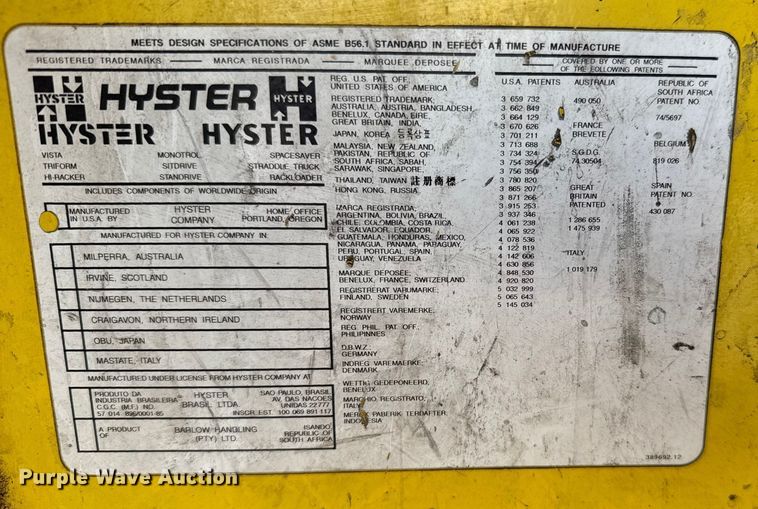 MEETS DESIGN SPECIFICATIONS OF ASME B56.1 STANDARD IN EFFECT AT TIME OF MANUFACTURE
REGISTERED TRADEMARKS MARCA REGISTRADA MARQUEE DEPOSEE
HYSTER HYSTER HYSTER
HYSTER HYSTER
VISTA MONOTROL SPACESAVER
TRIFORM SITDRIVE STRADDLE TRUCK
HI-RACKER STANDRIVE RACKLOADER
INCLUDES COMPONENTS OF WORLDWIDE ORIGIN
MANUFACTURED IN U.S.A. BY
HYSTER COMPANY
HOME OFFICE PORTLAND, OREGON
MANUFACTURED FOR HYSTER COMPANY IN:
MILPERRA, AUSTRALIA
IRVINE, SCOTLAND
NIJMEGEN, THE NETHERLANDS
CRAIGAVON, NORTHERN IRELAND
OBU, JAPAN
MASTATE, ITALY
MANUFACTURED UNDER LICENSE FROM HYSTER COMPANY AT
PRODUTO DA HYSTER SAO PAULO, BRASIL
INDUSTRIA BRASILEIRA BRASIL LTDA AV. DAS NACOES
C.G.C. (M.F.) NO. UNIDAS 22777
57 014 896/0001-85 INSCR.EST 100 069 891 117
A PRODUCT OF
BARLOW HANDLING (PTY) LTD.
ISANDO REPUBLIC OF SOUTH AFRICA
REG. U.S. PAT OFF,
UNITED STATES OF AMERICA
REGISTERED TRADEMARK,
AUSTRALIA, AUSTRIA, BANGLADESH,
BENELUX, CANADA, EIRE,
GREAT BRITAIN, INDIA,
JAPAN, KOREA
MALAYSIA, NEW ZEALAND,
PAKISTAN, REPUBLIC OF
SOUTH AFRICA, SABAH,
SARAWAK, SINGAPORE,
THAILAND, TAIWAN 註册商標
HONG KONG, RUSSIA
MARCA REGISTRADA,
ARGENTINA, BOLIVIA, BRAZIL,
CHILE, COLOMBIA, COSTA RICA,
EL SALVADOR, EQUADOR,
GUATEMALA, HONDURAS, MEXICO,
NICARAGUA, PANAMA, PARAGUAY,
PERU, PORTUGAL, SPAIN,
URUGUAY, VENEZUELA
MARQUE DEPOSÉE,
BENELUX, FRANCE, SWITZERLAND
REGISTRERAT VARUMARKE,
FINLAND, SWEDEN
REGISTRERT VAREMERKE,
NORWAY
REG. PHIL. PAT OFF.
PHILIPINNES
D.B.W.Z.
GERMANY
INDREG. VAREMAERKE,
DENMARK
WETTIG GEDEPONEERD,
BENELUX
MARCHIO, REGISTRATO,
ITALY
MEREK PABERIK TERDAFTER
INDONESIA
COVERED BY ONE OR MORE
OF THE FOLLOWING PATENTS
U.S.A. PATENTS
3 659 732
3 662 849
3 664 129
3 670 626
3 701 211
3 713 688
3 734 324
3 754 394
3 756 350
3 780 820
3 865 207
3 871 266
3 915 253
3 937 346
4 061 238
4 065 922
4 078 536
4 122 819
4 142 606
4 630 856
4 848 530
4 920 820
5 032 999
5 065 643
5 145 034
AUSTRALIA
490 050
FRANCE
BREVETE
S.G.D.G.
74.30504
GREAT
BRITAIN
PATENTED
1 286 655
1 475 939
ITALY
1 019 179
REPUBLIC OF
SOUTH AFRICA
PATENT NO.
74/5697
BELGIUM
819 026
SPAIN
PATENT NO.
430 087
389692.12
Purple Wave Auction